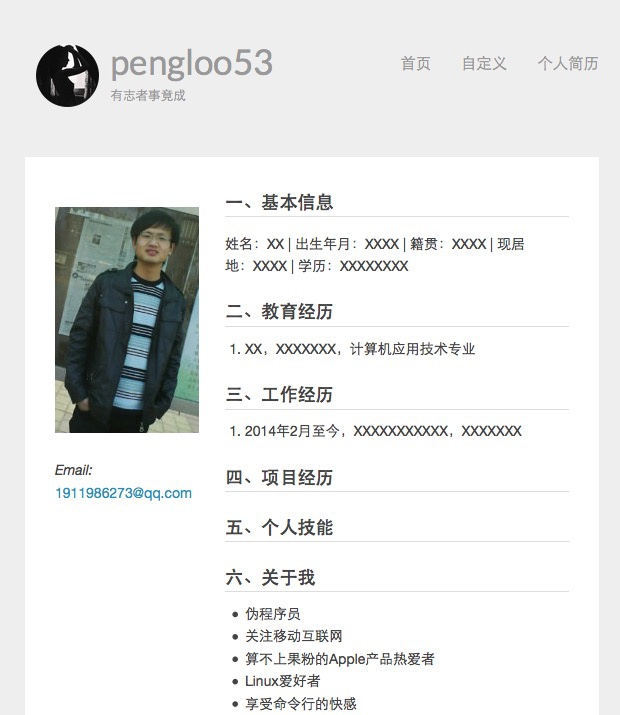 pengloo53
有志者事竟成
首页 自定义 个人简历
一、基本信息
姓名：XX | 出生年月：XXXX | 籍贯：XXXX | 现居
地：XXXX | 学历：XXXXXXXX
二、教育经历
1. XX，XXXXXXX，计算机应用技术专业
三、工作经历
1. 2014年2月至今，XXXXXXXXXXX，XXXXXXX
Email:
1911986273@qq.com
四、项目经历
五、个人技能
六、关于我
伪程序员
关注移动互联网
算不上果粉的Apple产品热爱者
Linux爱好者
享受命令行的快感